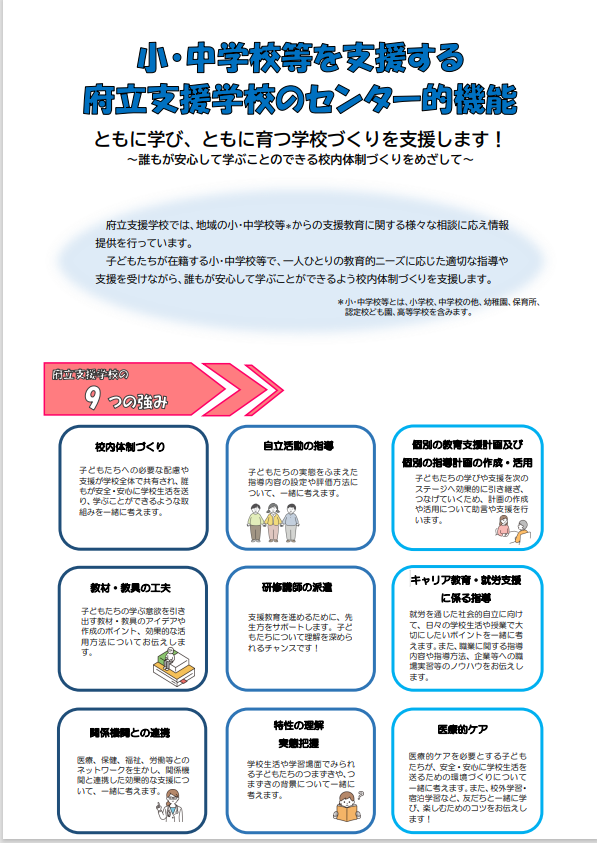 小・中学校等を支援する
府立支援学校のセンター的機能
ともに学び、ともに育つ学校づくりを支援します！
～誰もが安心して学ぶことのできる校内体制づくりをめざして～
府立支援学校では、地域の小・中学校等*からの支援教育に関する様々な相談に応え情報
提供を行っています。
子どもたちが在籍する小・中学校等で、一人ひとりの教育的ニーズに応じた適切な指導や
支援を受けながら、誰もが安心して学ぶことができるよう校内体制づくりを支援します。
＊小・中学校等とは、小学校、中学校の他、幼稚園、保育所、
認定こども園、高等学校を含みます。
府立支援学校の
9つの強み
校内体制づくり
子どもたちへの必要な配慮や
支援が学校全体で共有され、誰
もが安全・安心に学校生活を送
り、学ぶことができるような取
組みを一緒に考えます。
自立活動の指導
子どもたちの実態をふまえた
指導内容の設定や評価方法に
ついて、一緒に考えます。
個別の教育支援計画及び
個別の指導計画の作成・活用
子どもたちの学びや支援を次の
ステージへ効果的に引き継ぎ、
つなげていくため、計画の作成
や活用について助言や支援を行
います。
教材・教具の工夫
子どもたちの学ぶ意欲を引き
出す教材・教具のアイデアや
作成のポイント、効果的な活
用方法についてお伝えしま
す。
研修講師の派遣
支援教育を進めるために、先
生方をサポートします。子ど
もたちについて理解を深めら
れるチャンスです！
キャリア教育・就労支援
に係る指導
就労を通じた社会的自立に向け
て、日々の学校生活や授業で大
切にしたいポイントを一緒に考
えます。また、職業に関する指導
内容や指導方法、企業等への職
場実習等のノウハウをお伝えし
ます。
関係機関との連携
医療、保健、福祉、労働等との
ネットワークを生かし、関係機
関と連携した効果的な支援につ
いて、一緒に考えます。
特性の理解
実態把握
学校生活や学習場面でみられ
る子どもたちのつまずきや、つ
まずきの背景について一緒に
考えます。
医療的ケア
医療的ケアを必要とする子ども
たちが、安全・安心に学校生活を
送るための環境づくりについて
一緒に考えます。また、校外学習・
宿泊学習など、友だちと一緒に学
び、楽しむためのコツをお伝えし
ます！